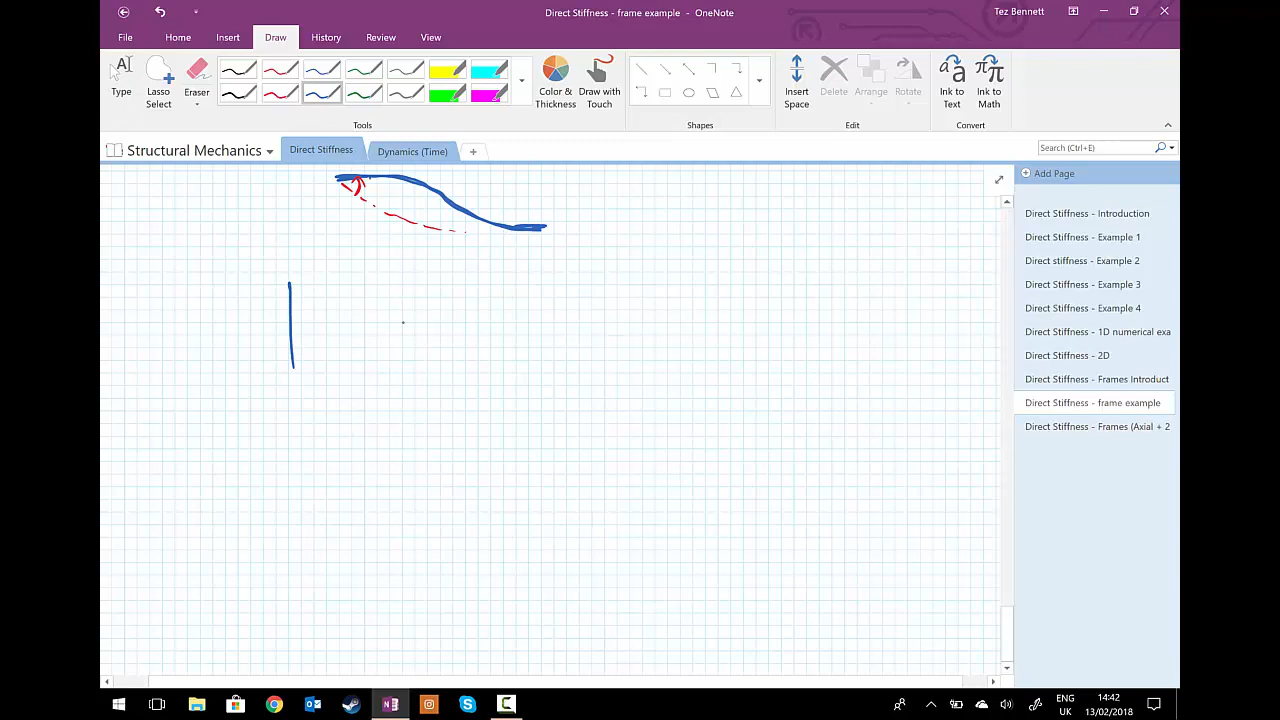 Direct Stiffness - frame example - OneNote
Tez Bennett
File Home Insert Draw History Review View
Type
Lasso Select
Eraser
Color & Thickness
Draw with Touch
Insert Space
Delete
Arrange
Rotate
Ink to Text
Ink to Math
Tools
Shapes
Edit
Convert
Structural Mechanics
Direct Stiffness
Dynamics (Time)
Search (Ctrl+E)
Add Page
Direct Stiffness - Introduction
Direct Stiffness - Example 1
Direct stiffness - Example 2
Direct Stiffness - Example 3
Direct Stiffness - Example 4
Direct Stiffness - 1D numerical exa
Direct Stiffness - 2D
Direct Stiffness - Frames Introduct
Direct Stiffness - frame example
Direct Stiffness - Frames (Axial + 2
ENG
UK
14:42
13/02/2018